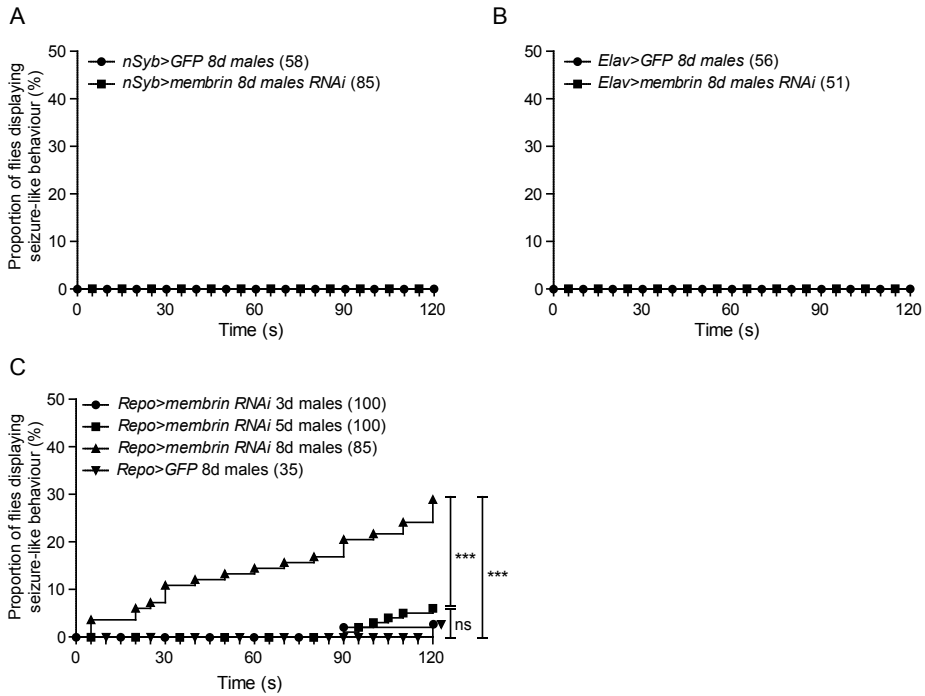 A
Proportion of flies displaying
seizure-like behaviour (%)
50
40
30
20
10
0
nSyb>GFP 8d males (58)
nSyb>membrin 8d males RNAi (85)
0 30 60 90 120
Time (s)
B
50
40
30
20
10
0
Elav>GFP 8d males (56)
Elav>membrin 8d males RNAi (51)
0 30 60 90 120
Time (s)
C
Proportion of flies displaying
seizure-like behaviour (%)
50
40
30
20
10
0
Repo>membrin RNAi 3d males (100)
Repo>membrin RNAi 5d males (100)
Repo>membrin RNAi 8d males (85)
Repo>GFP 8d males (35)
***
***
ns
0 30 60 90 120
Time (s)